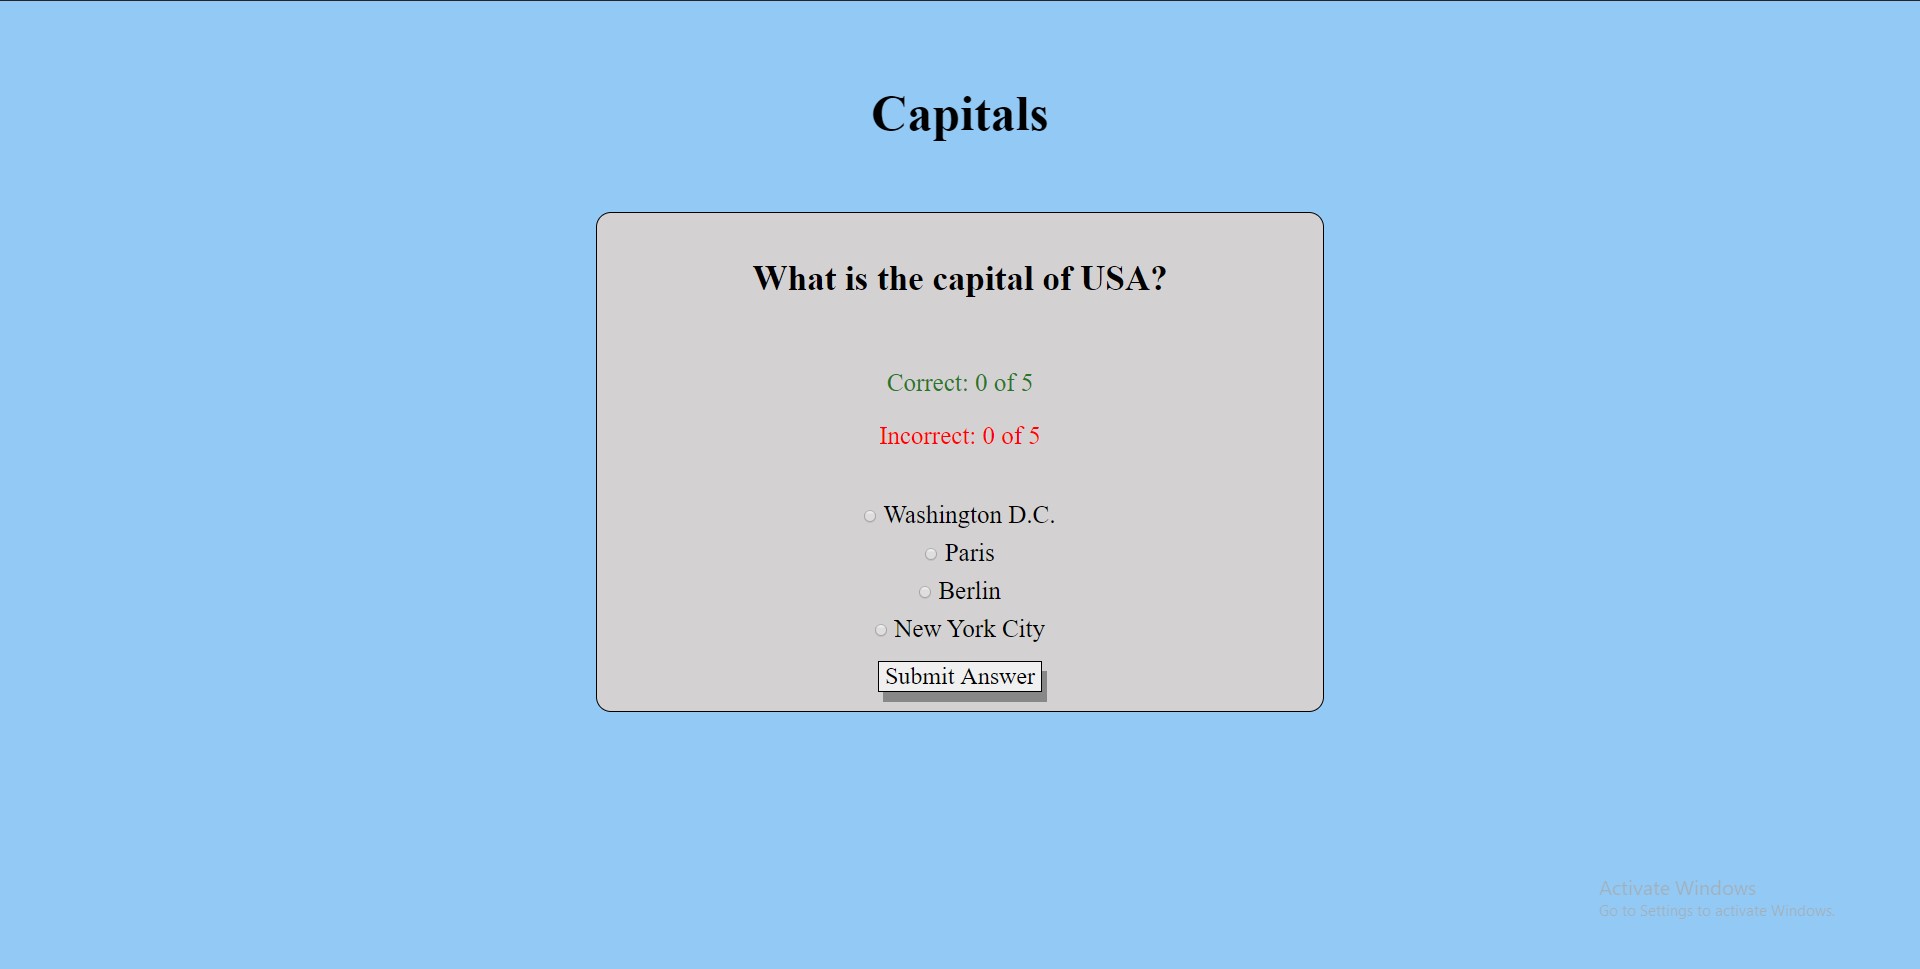 Capitals
What is the capital of USA?
Correct: 0 of 5
Incorrect: 0 of 5
Washington D.C.
Paris
Berlin
New York City
Submit Answer
Activate Windows
Go to Settings to activate Windows.